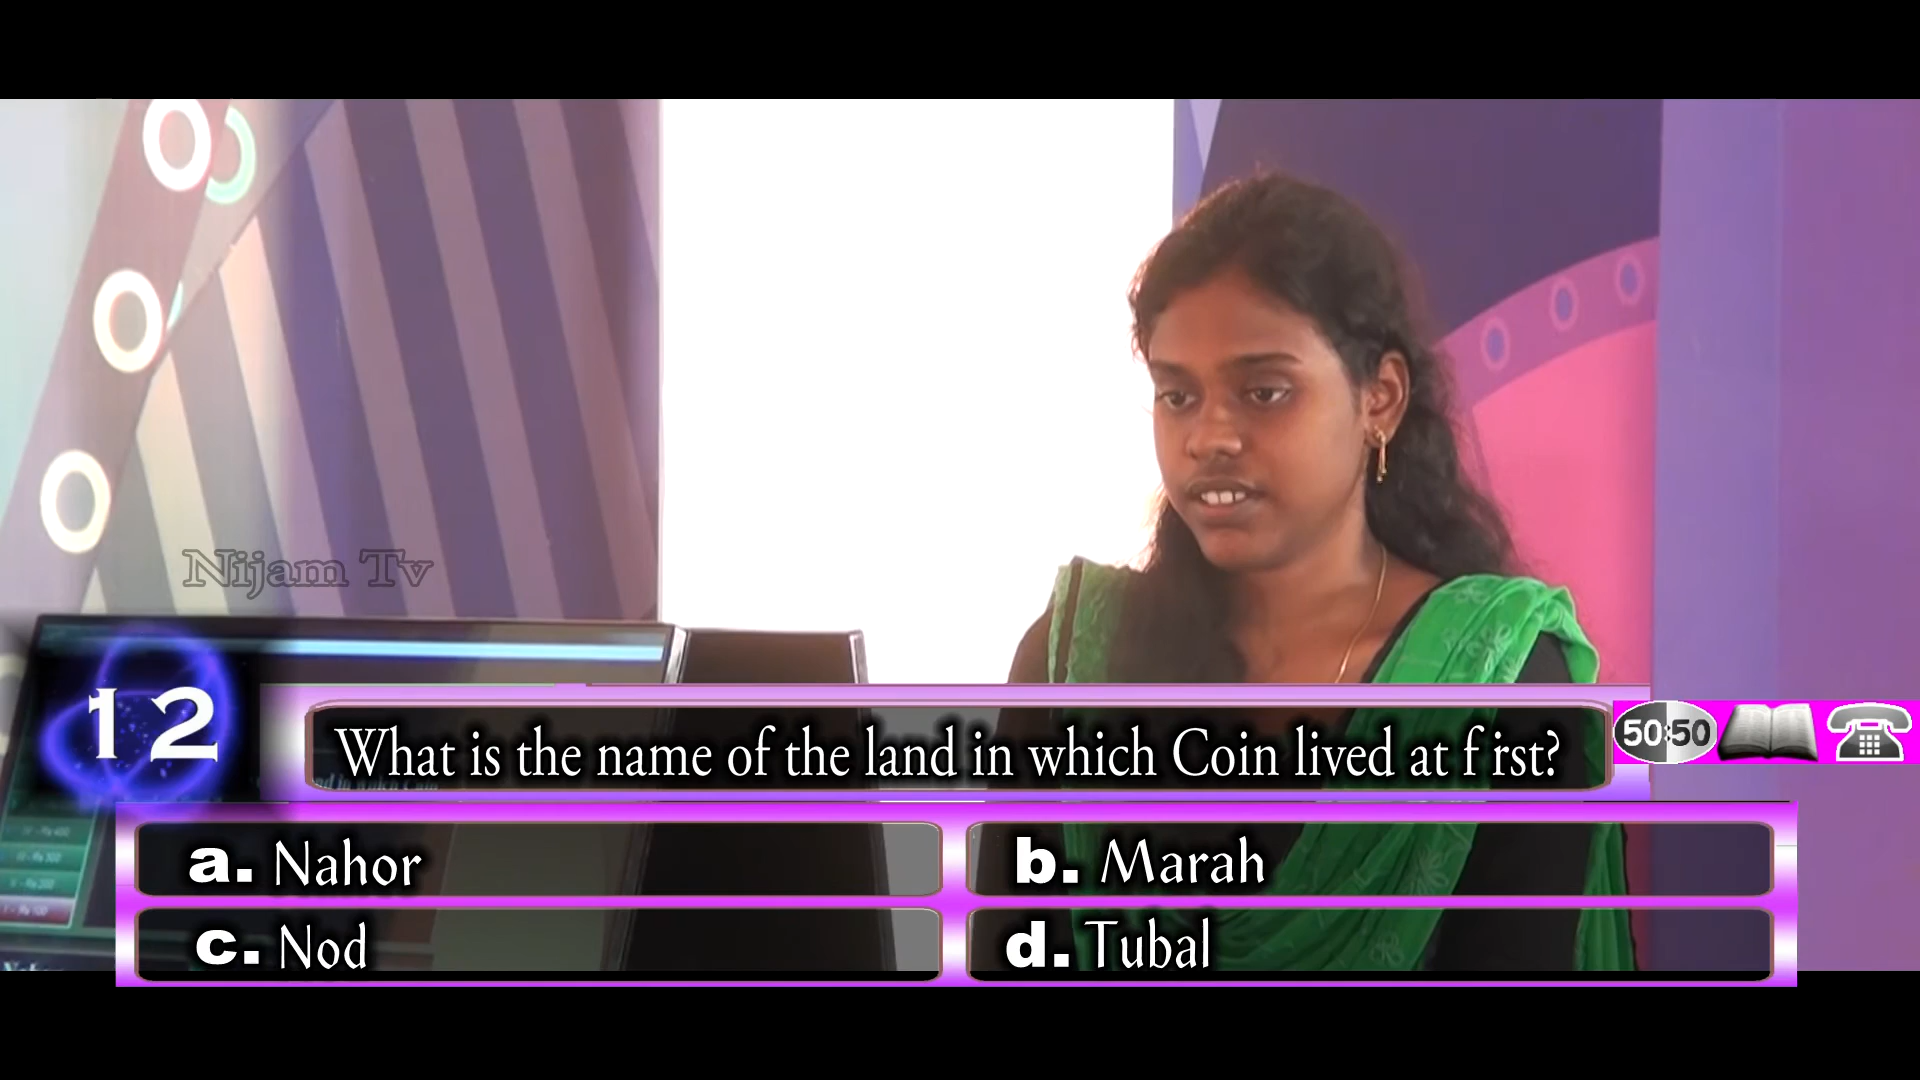 Nijam Tv
12
What is the name of the land in which Coin lived at first?
50:50
a. Nahor
b. Marah
c. Nod
d. Tubal